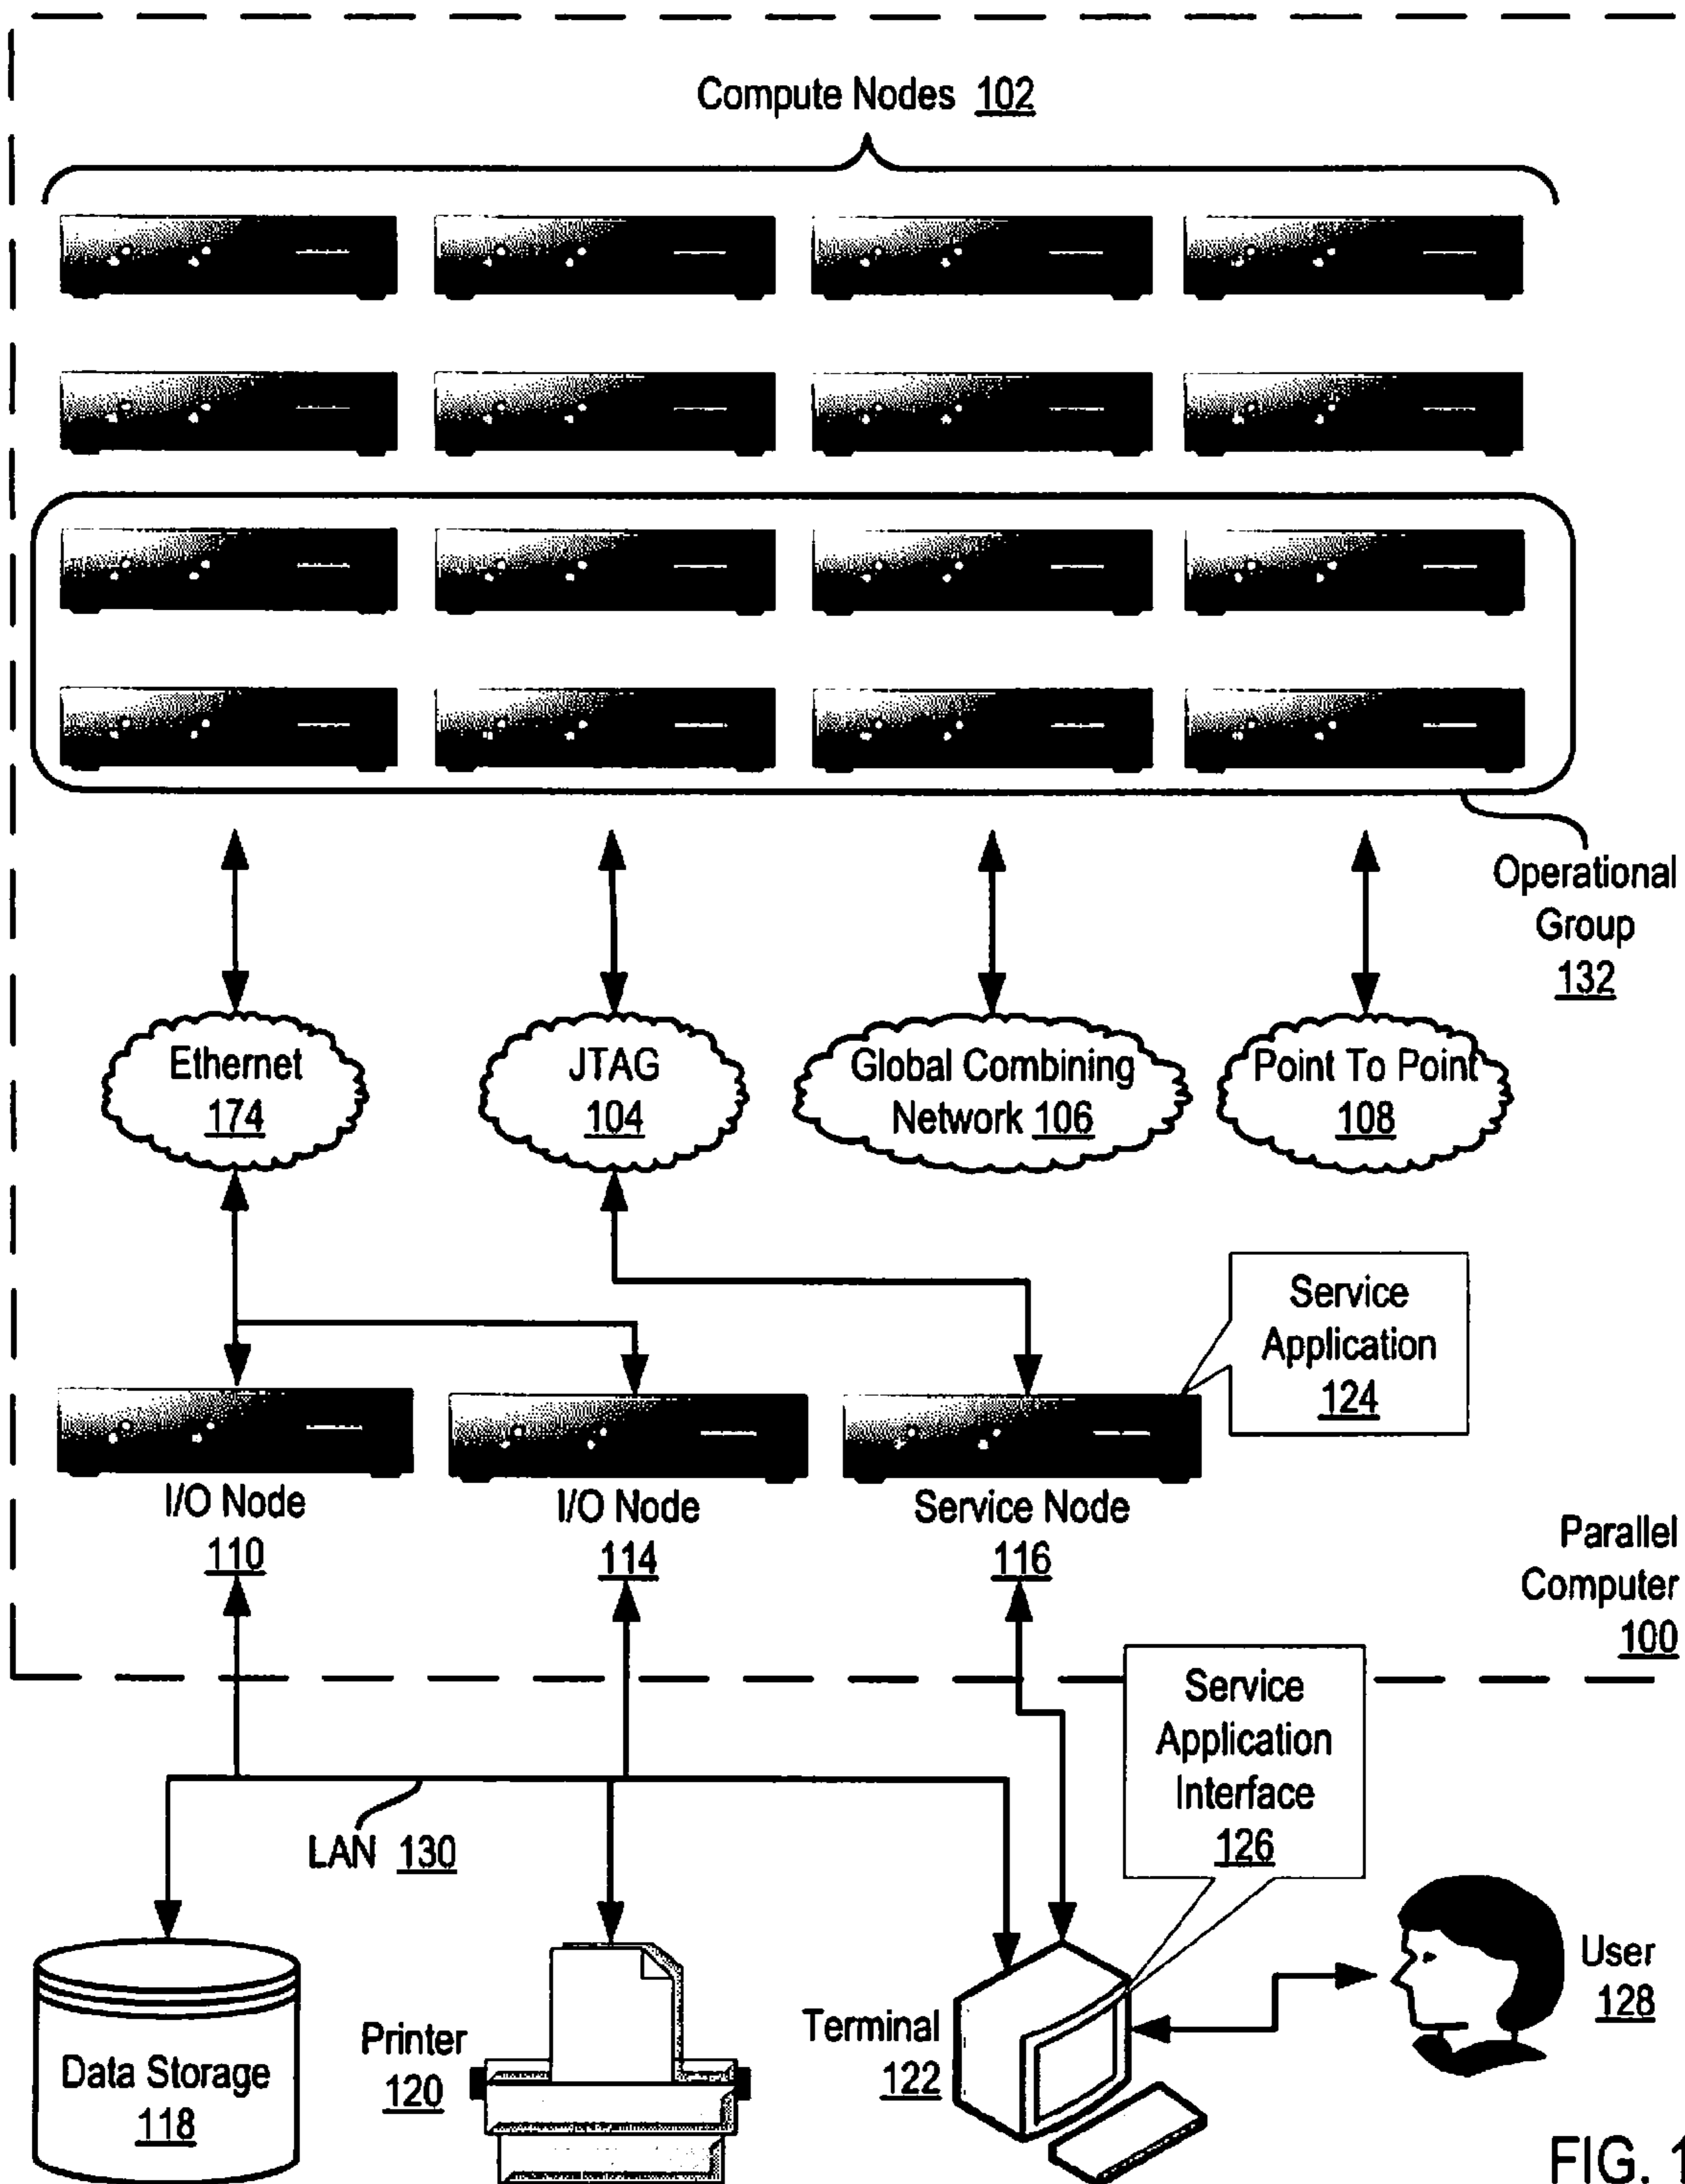 Compute Nodes 102
Operational
Group
132
Ethernet
174
JTAG
104
Global Combining
Network 106
Point To Point
108
Service
Application
124
I/O Node
110
I/O Node
114
Service Node
116
Parallel
Computer
100
Service
Application
Interface
126
LAN 130
Data Storage
118
Printer
120
Terminal
122
User
128
FIG. 1